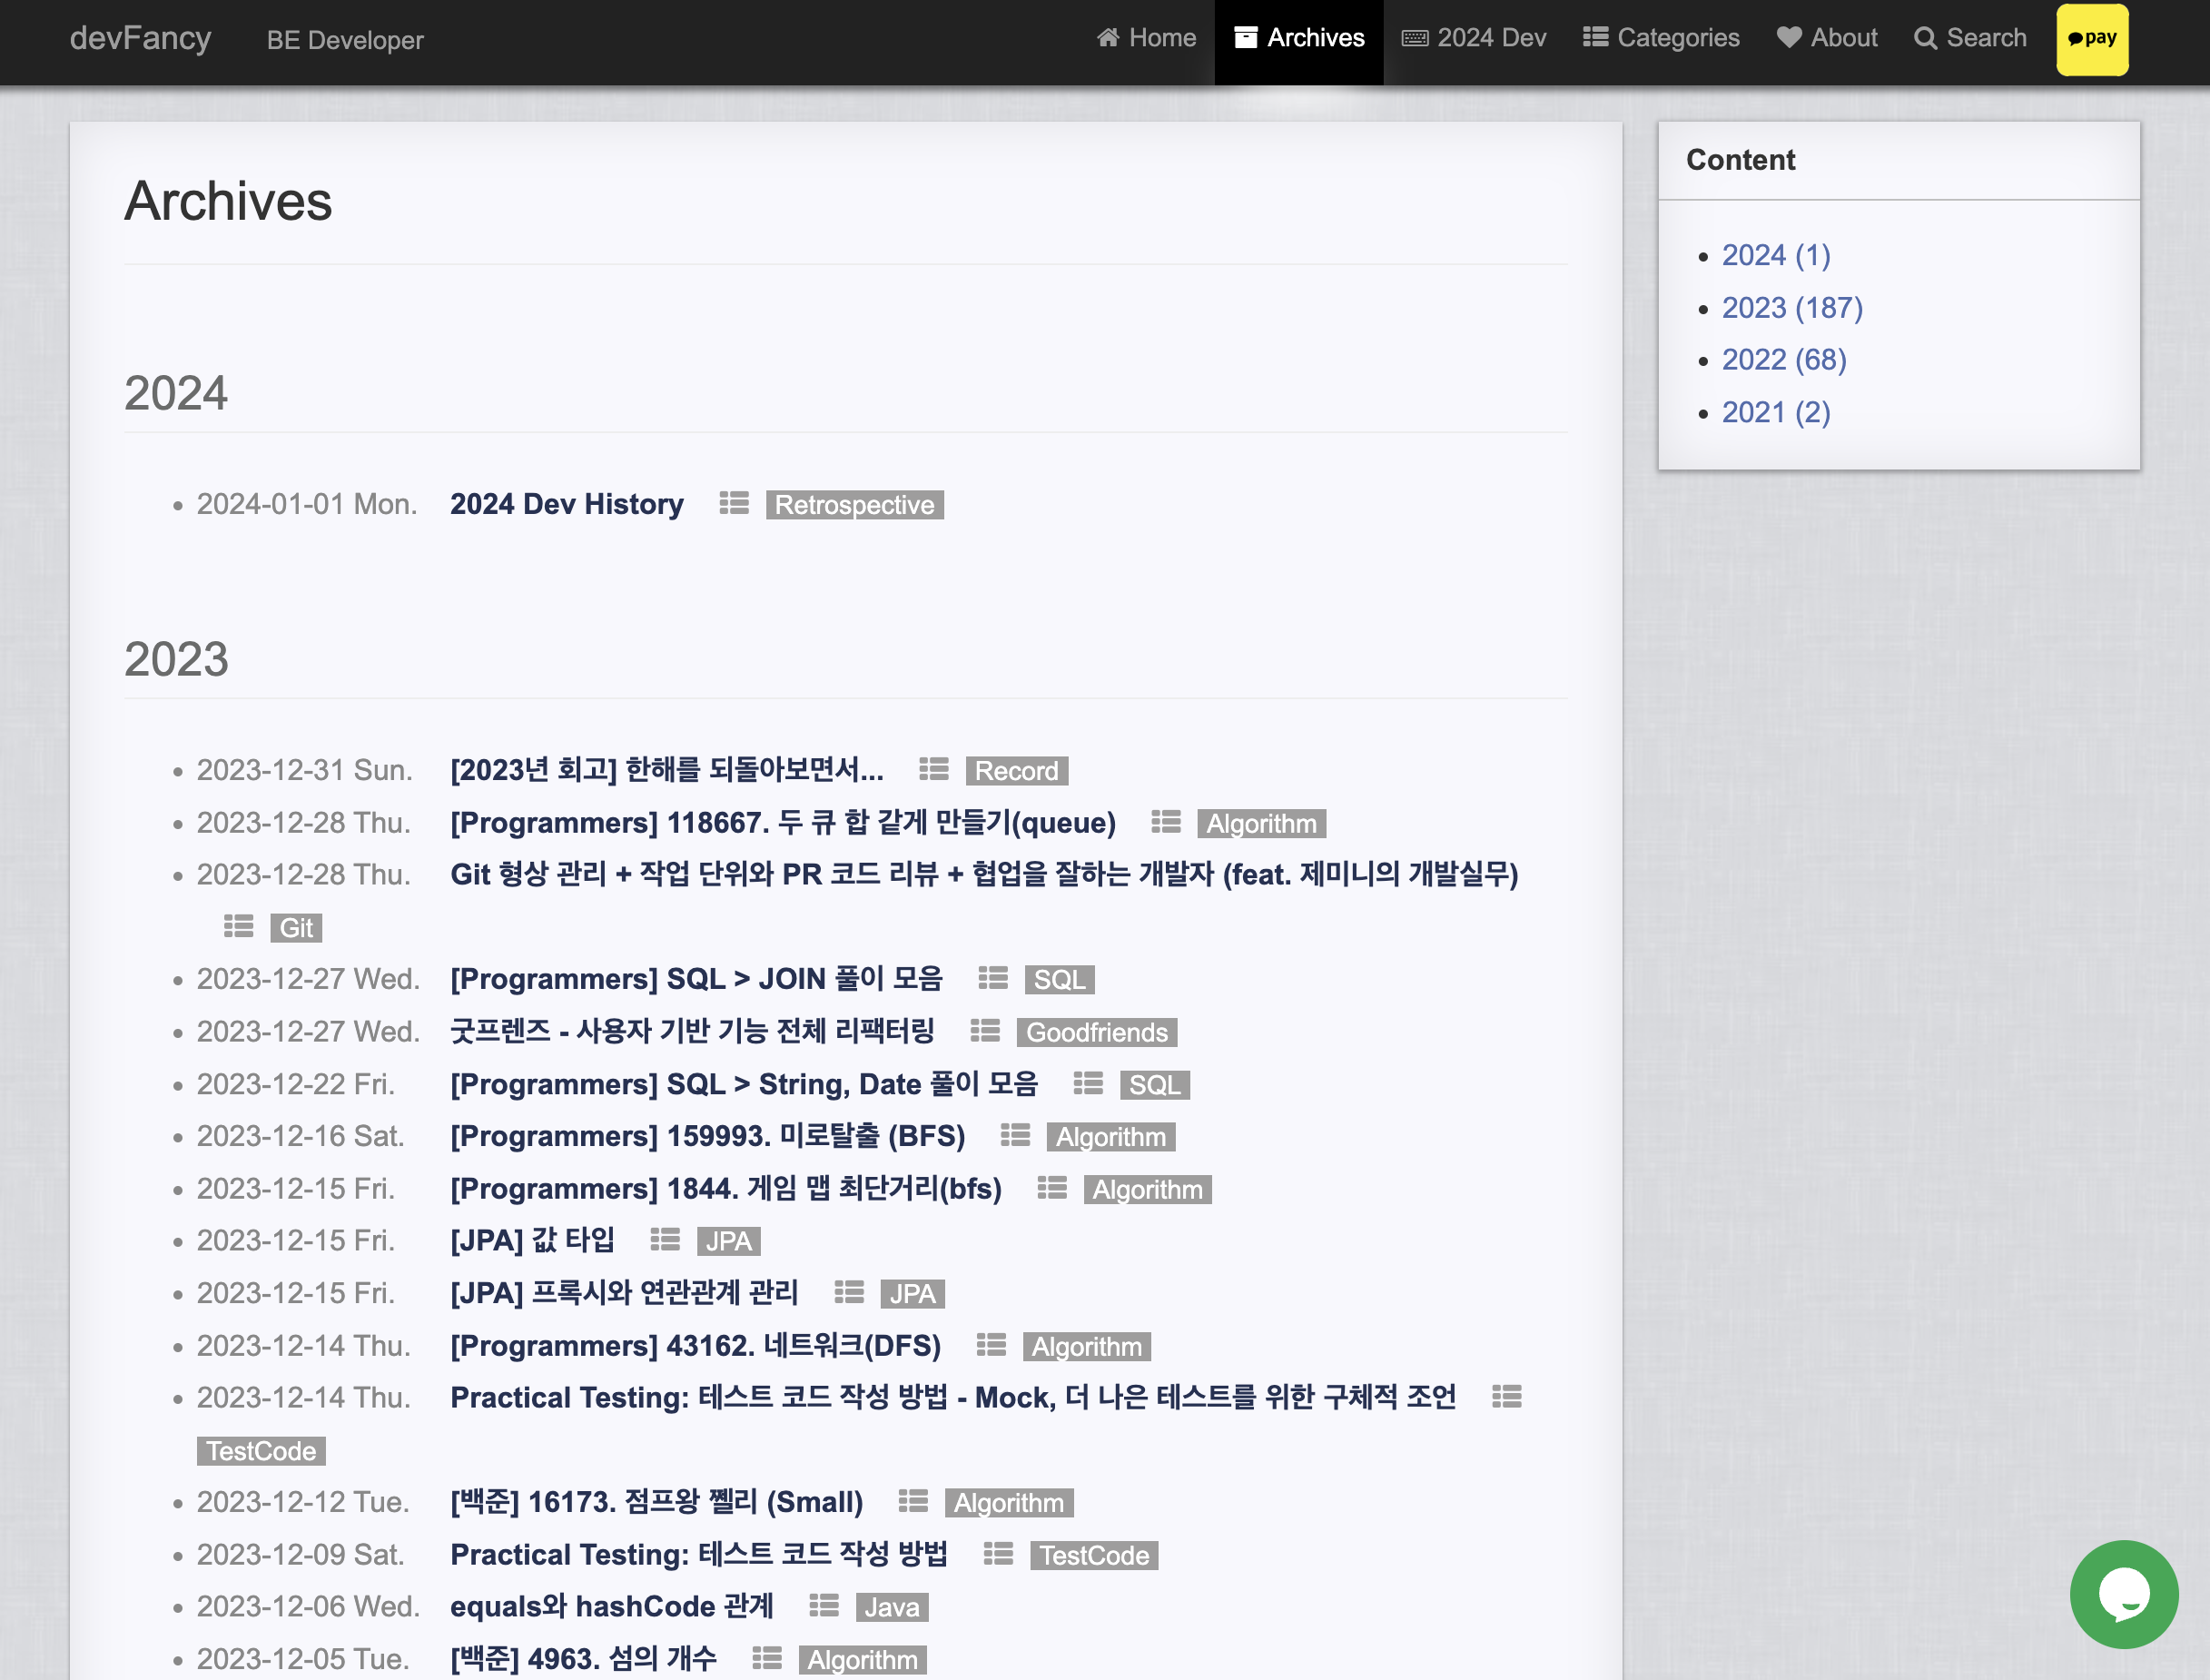 devFancy BE Developer Home Archives 2024 Dev Categories About Search pay
Archives
2024
2024-01-01 Mon. 2024 Dev History Retrospective
2023
2023-12-31 Sun. [2023년 회고] 한해를 되돌아보면서... Record
2023-12-28 Thu. [Programmers] 118667. 두 큐 합 같게 만들기(queue) Algorithm
2023-12-28 Thu. Git 형상 관리 + 작업 단위와 PR 코드 리뷰 + 협업을 잘하는 개발자 (feat. 제미니의 개발실무)
Git
2023-12-27 Wed. [Programmers] SQL > JOIN 풀이 모음 SQL
2023-12-27 Wed. 굿프렌즈 - 사용자 기반 기능 전체 리팩터링 Goodfriends
2023-12-22 Fri. [Programmers] SQL > String, Date 풀이 모음 SQL
2023-12-16 Sat. [Programmers] 159993. 미로탈출 (BFS) Algorithm
2023-12-15 Fri. [Programmers] 1844. 게임 맵 최단거리(bfs) Algorithm
2023-12-15 Fri. [JPA] 값 타입 JPA
2023-12-15 Fri. [JPA] 프록시와 연관관계 관리 JPA
2023-12-14 Thu. [Programmers] 43162. 네트워크(DFS) Algorithm
2023-12-14 Thu. Practical Testing: 테스트 코드 작성 방법 - Mock, 더 나은 테스트를 위한 구체적 조언
TestCode
2023-12-12 Tue. [백준] 16173. 점프왕 쩰리 (Small) Algorithm
2023-12-09 Sat. Practical Testing: 테스트 코드 작성 방법 TestCode
2023-12-06 Wed. equals와 hashCode 관계 Java
2023-12-05 Tue. [백준] 4963. 섬의 개수 Algorithm
Content
2024 (1)
2023 (187)
2022 (68)
2021 (2)